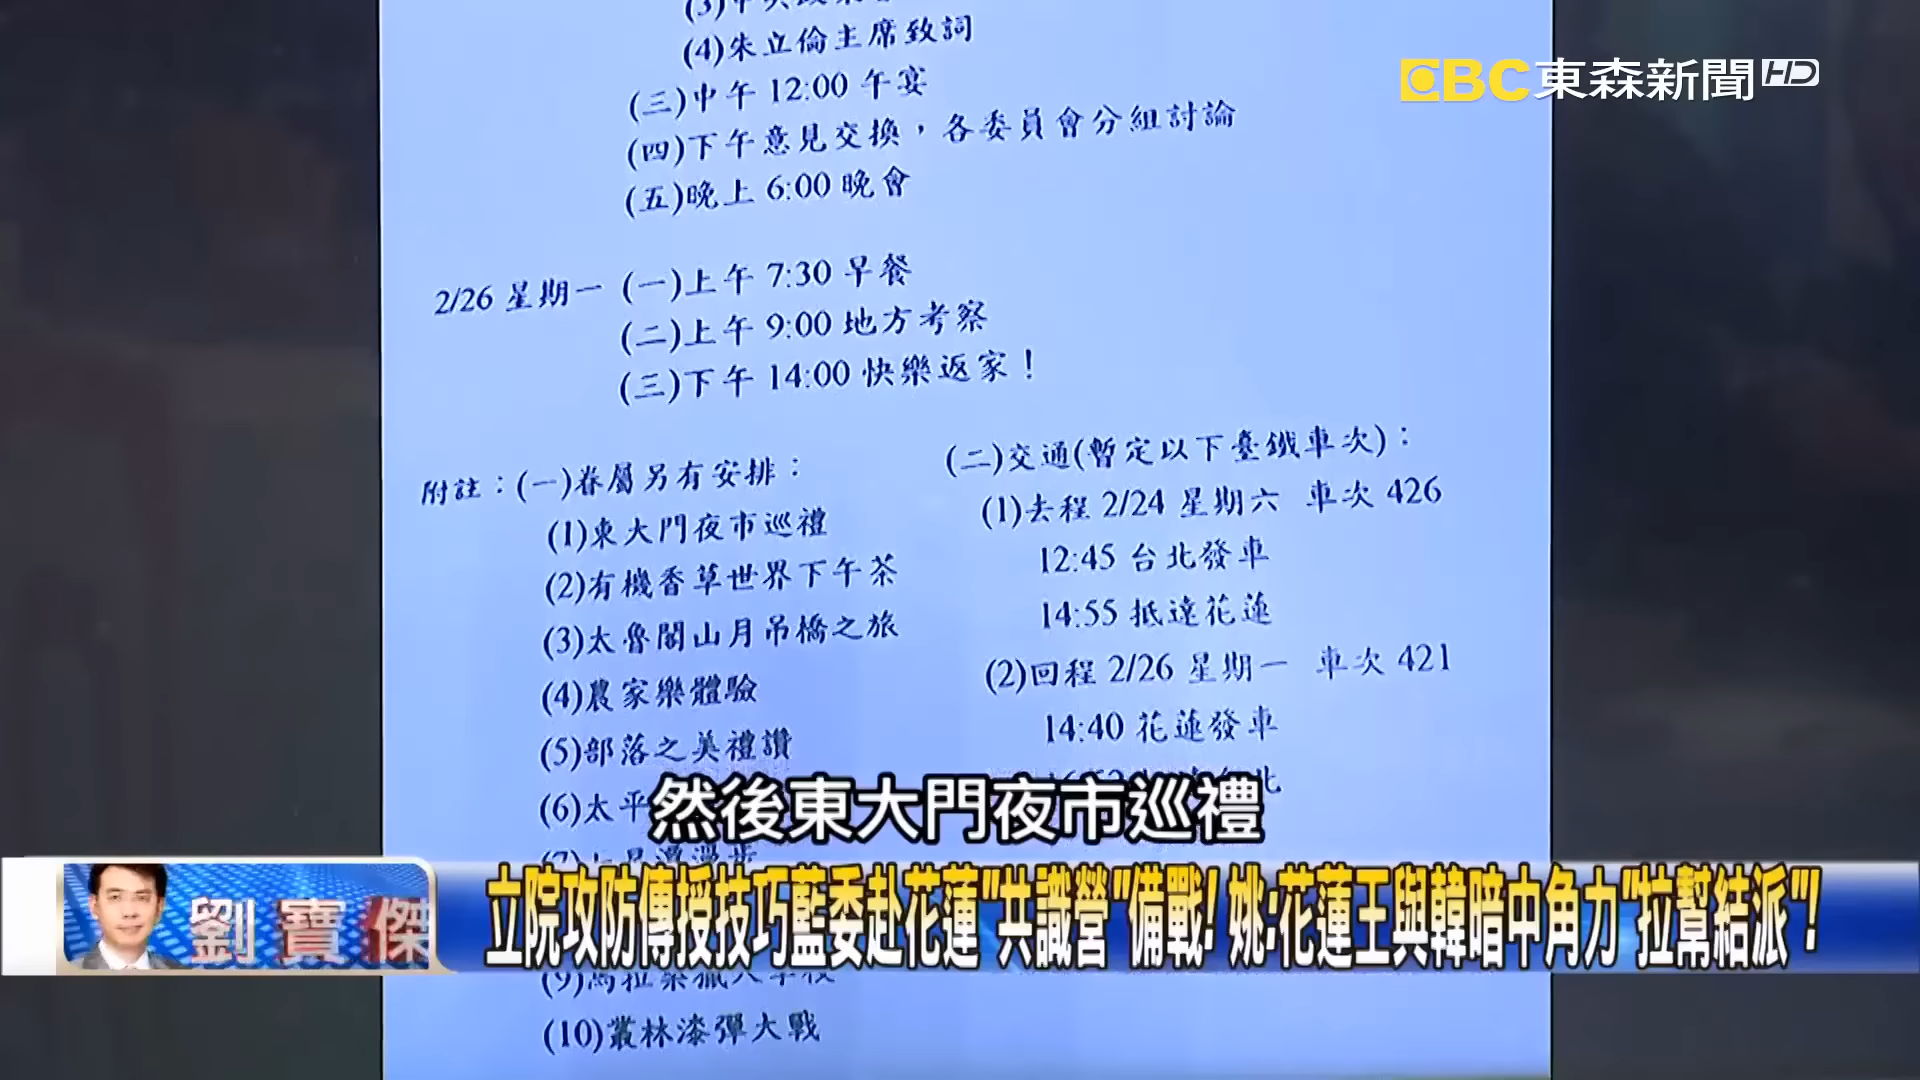 (4)朱立倫主席致詞
(三)中午 12:00 午宴
(四)下午意見交換，各委員會分組討論
(五)晚上 6:00 晚會
2/26 星期一 (一)上午 7:30 早餐
(二)上午 9:00 地方考察
(三)下午 14:00 快樂返家！
附註：(一)眷屬另有安排：
(1)東大門夜市巡禮
(2)有機香草世界下午茶
(3)太魯閣山月吊橋之旅
(4)農家樂體驗
(5)部落之美禮讚
(6)太平
(10)叢林漆彈大戰
(二)交通(暫定以下臺鐵車次)：
(1)去程 2/24 星期六 車次 426
12:45 台北發車
14:55 抵達花蓮
(2)回程 2/26 星期一 車次 421
14:40 花蓮發車
EBC東森新聞HD
然後東大門夜市巡禮
劉寶傑
立院攻防傳授技巧藍委赴花蓮"共識營"備戰! 姚:花蓮王與韓暗中角力"拉幫結派"!